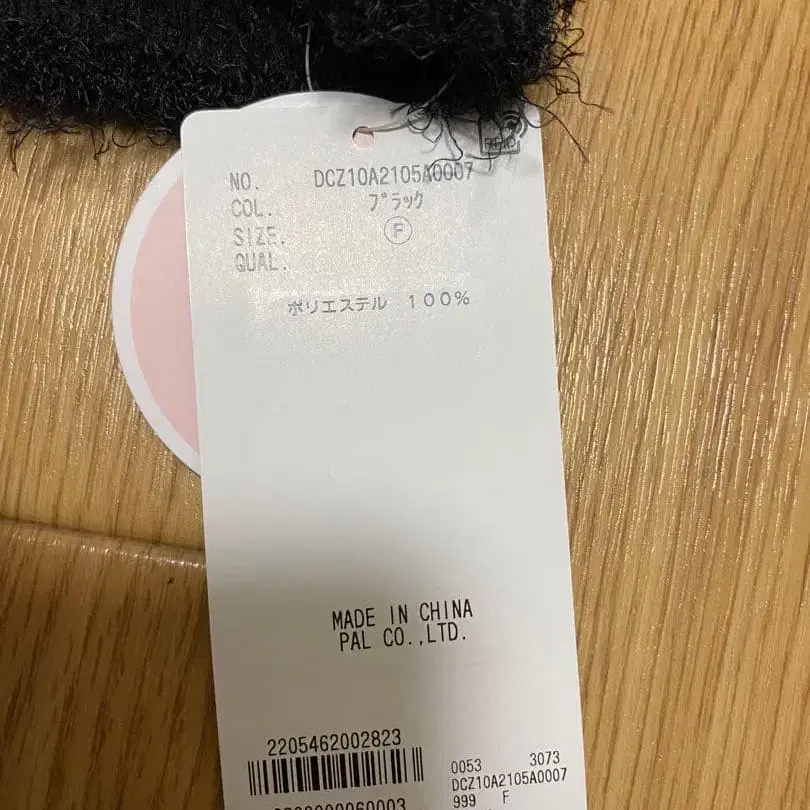 RFID
NO. DCZ10A2105A0007
COL. ブラック
SIZE. F
QUAL.
ポリエステル 100%
MADE IN CHINA
PAL CO.,LTD.
2205462002823
0053 3073
DCZ10A2105A0007
999 F